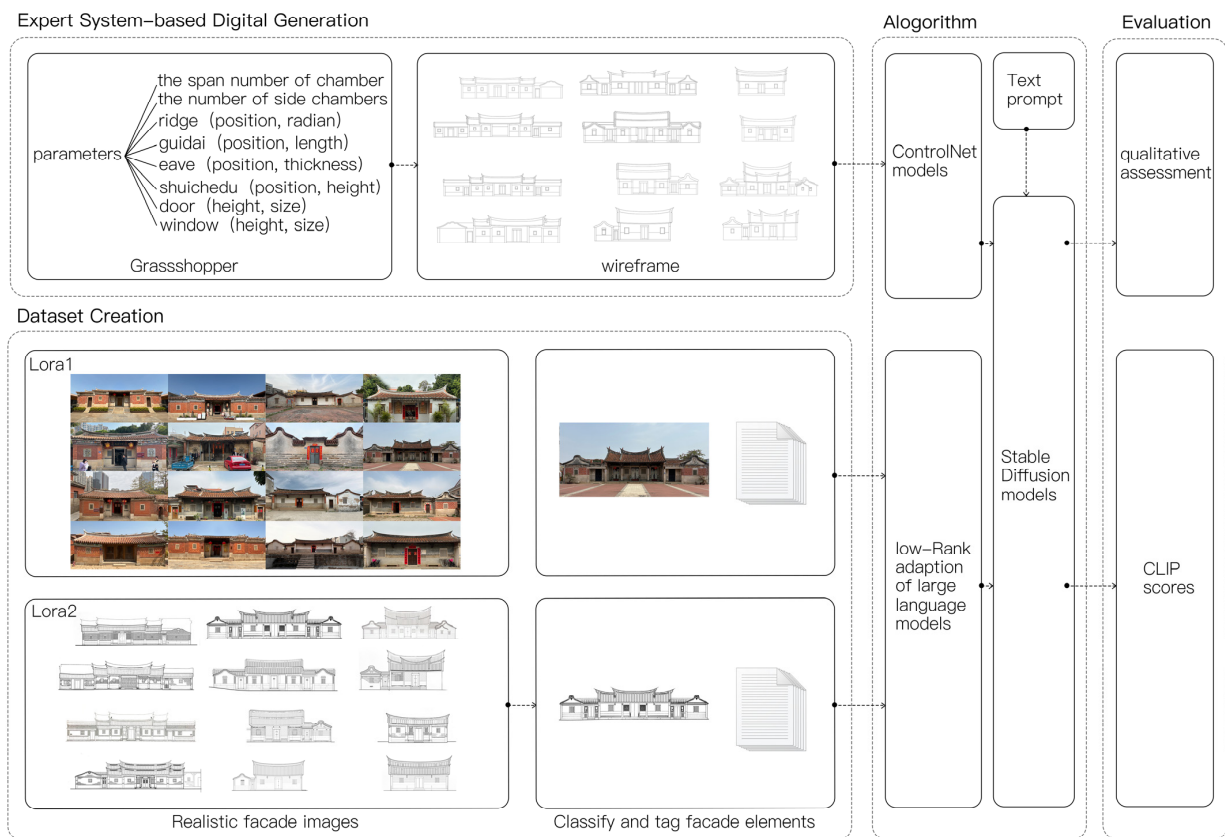 Expert System-based Digital Generation
Alogorithm
Evaluation
parameters
the span number of chamber
the number of side chambers
ridge (position, radian)
guidai (position, length)
eave (position, thickness)
shuichedu (position, height)
door (height, size)
window (height, size)
Grassshopper
wireframe
ControlNet
models
Text
prompt
qualitative
assessment
Dataset Creation
Lora1
Lora2
Realistic facade images
Classify and tag facade elements
low-Rank
adaption
of large
language
models
Stable
Diffusion
models
CLIP
scores